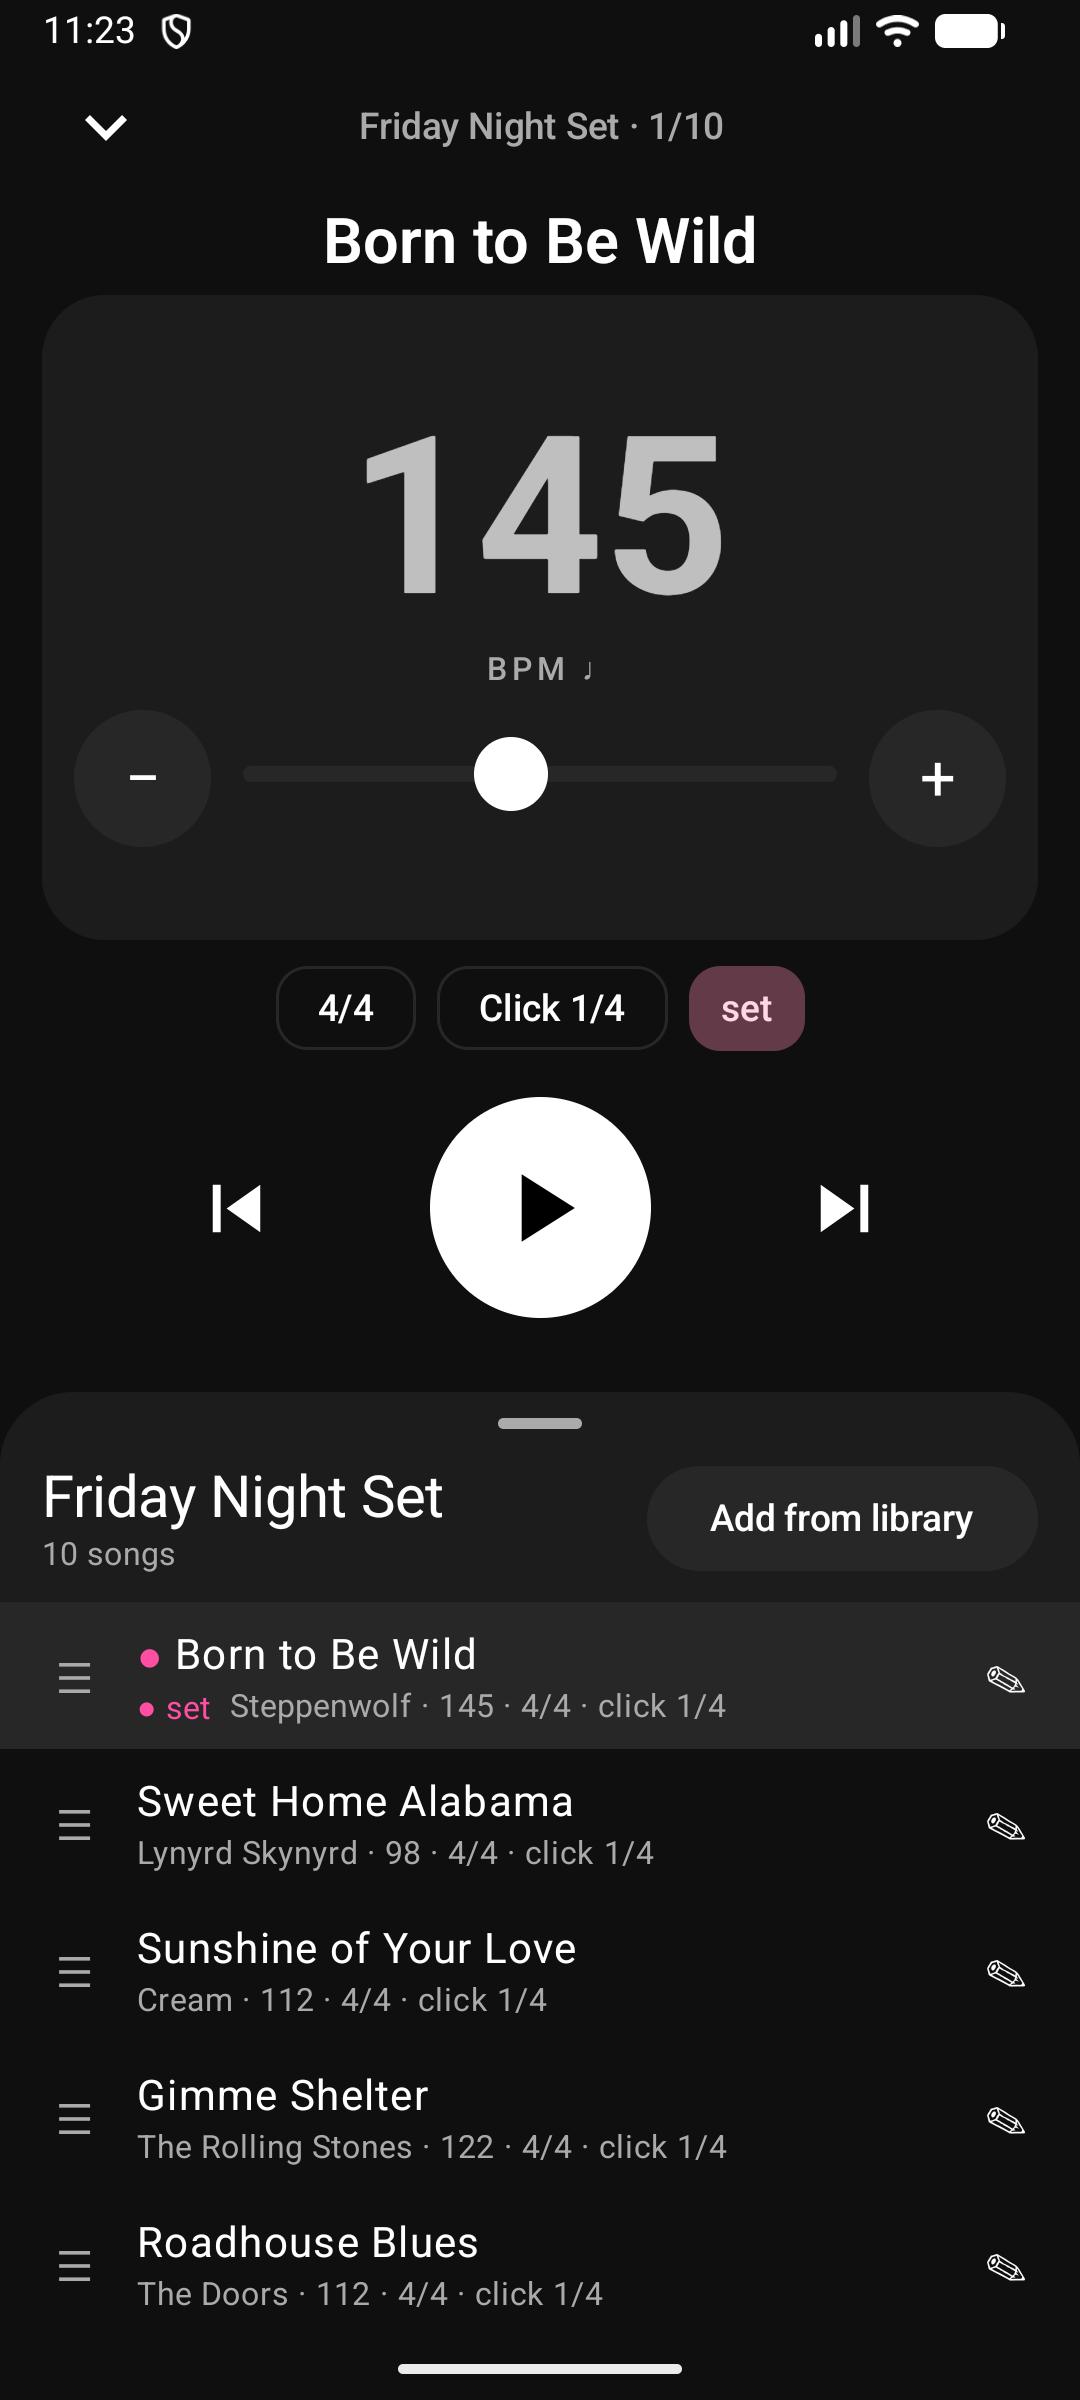 11:23
Friday Night Set · 1/10
Born to Be Wild
145
BPM ♩
4/4
Click 1/4
set
Friday Night Set
10 songs
Add from library
Born to Be Wild
set Steppenwolf · 145 · 4/4 · click 1/4
Sweet Home Alabama
Lynyrd Skynyrd · 98 · 4/4 · click 1/4
Sunshine of Your Love
Cream · 112 · 4/4 · click 1/4
Gimme Shelter
The Rolling Stones · 122 · 4/4 · click 1/4
Roadhouse Blues
The Doors · 112 · 4/4 · click 1/4